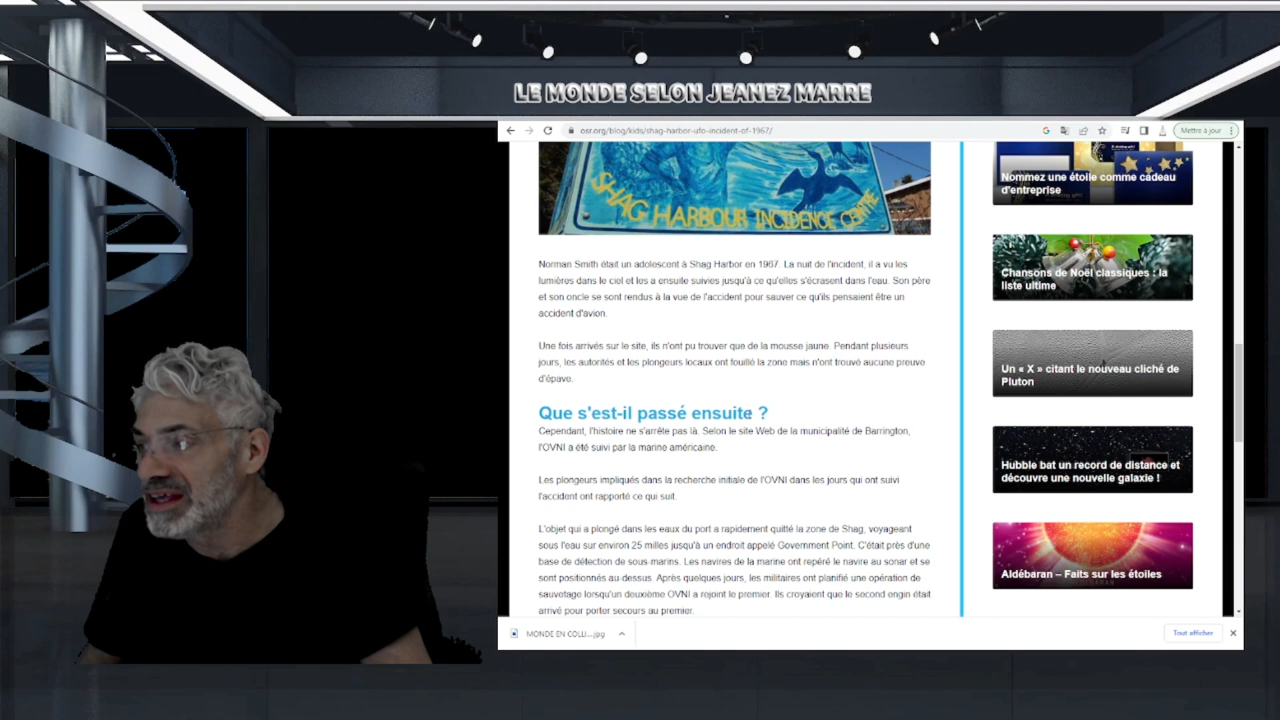 LE MONDE SELON JEANEZ MARRE
osr.org/blog/kids/shag-harbor-ufo-incident-of-1967/
Mettre à jour
SHAG HARBOUR INCIDENCE CENTRE
Norman Smith était un adolescent à Shag Harbor en 1967. La nuit de l'incident, il a vu les
lumières dans le ciel et les a ensuite suivies jusqu'à ce qu'elles s'écrasent dans l'eau. Son père
et son oncle se sont rendus à la vue de l'accident pour sauver ce qu'ils pensaient être un
accident d'avion.
Une fois arrivés sur le site, ils n'ont pu trouver que de la mousse jaune. Pendant plusieurs
jours, les autorités et les plongeurs locaux ont fouillé la zone mais n'ont trouvé aucune preuve
d'épave.
Que s'est-il passé ensuite ?
Cependant, l'histoire ne s'arrête pas là. Selon le site Web de la municipalité de Barrington,
l'OVNI a été suivi par la marine américaine.
Les plongeurs impliqués dans la recherche initiale de l'OVNI dans les jours qui ont suivi
l'accident ont rapporté ce qui suit.
L'objet qui a plongé dans les eaux du port a rapidement quitté la zone de Shag, voyageant
sous l'eau sur environ 25 milles jusqu'à un endroit appelé Government Point. C'était près d'une
base de détection de sous-marins. Les navires de la marine ont repéré le navire au sonar et se
sont positionnés au-dessus. Après quelques jours, les militaires ont planifié une opération de
sauvetage lorsqu'un deuxième OVNI a rejoint le premier. Ils croyaient que le second engin était
arrivé pour porter secours au premier.
Nommez une étoile comme cadeau
d'entreprise
Chansons de Noël classiques : la
liste ultime
Un « X » citant le nouveau cliché de
Pluton
Hubble bat un record de distance et
découvre une nouvelle galaxie !
Aldébaran – Faits sur les étoiles
MONDE EN COLLI....jpg
Tout afficher